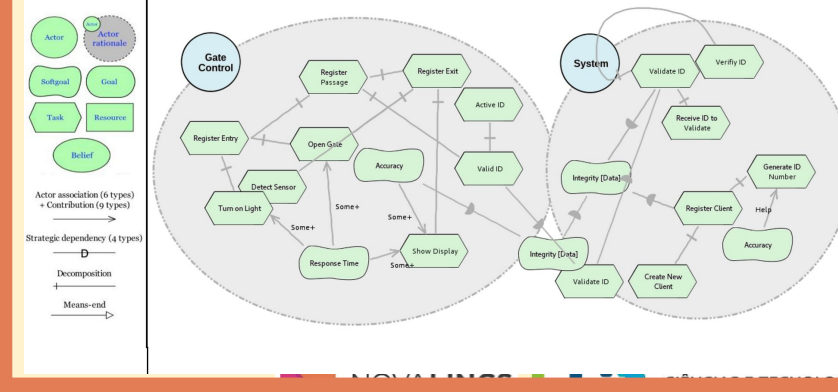 Actor
Actor
Actor
rationale
Softgoal
Goal
Task
Resource
Belief
Actor association (6 types)
+ Contribution (9 types)
Strategic dependency (4 types)
D
Decomposition
Means-end
Gate
Control
Register
Passage
Register Exit
Active ID
Register Entry
Open Gate
Accuracy
Valid ID
Detect Sensor
Turn on Light
Some+
Some+
Some+
Some+
Response Time
Show Display
System
Validate ID
Verifiy ID
Receive ID to
Validate
Integrity [Data]
Generate ID
Number
Register Client
Help
Accuracy
Integrity [Data]
Validate ID
Create New
Client